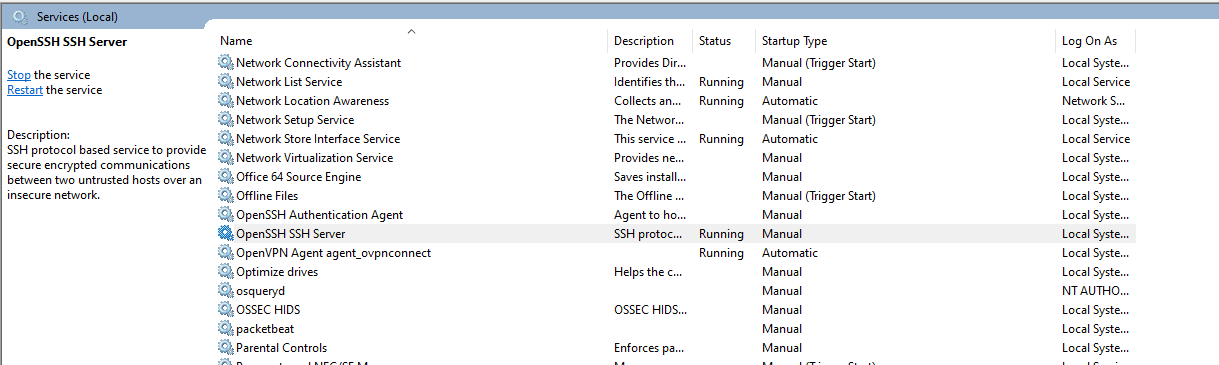 Services (Local)
OpenSSH SSH Server
Stop the service
Restart the service
Description:
SSH protocol based service to provide
secure encrypted communications
between two untrusted hosts over an
insecure network.
Name Description Status Startup Type Log On As
Network Connectivity Assistant Provides Dir... Manual (Trigger Start) Local Syste...
Network List Service Identifies th... Running Manual Local Service
Network Location Awareness Collects an... Running Automatic Network S...
Network Setup Service The Networ... Manual (Trigger Start) Local Syste...
Network Store Interface Service This service ... Running Automatic Local Service
Network Virtualization Service Provides ne... Manual Local Syste...
Office 64 Source Engine Saves install... Manual Local Syste...
Offline Files The Offline ... Manual (Trigger Start) Local Syste...
OpenSSH Authentication Agent Agent to ho... Manual Local Syste...
OpenSSH SSH Server SSH protoc... Running Manual Local Syste...
OpenVPN Agent agent_ovpnconnect Running Automatic Local Syste...
Optimize drives Helps the c... Manual Local Syste...
osqueryd Manual NT AUTHO...
OSSEC HIDS OSSEC HIDS... Manual Local Syste...
packetbeat Manual Local Syste...
Parental Controls Enforces pa... Manual Local Syste...